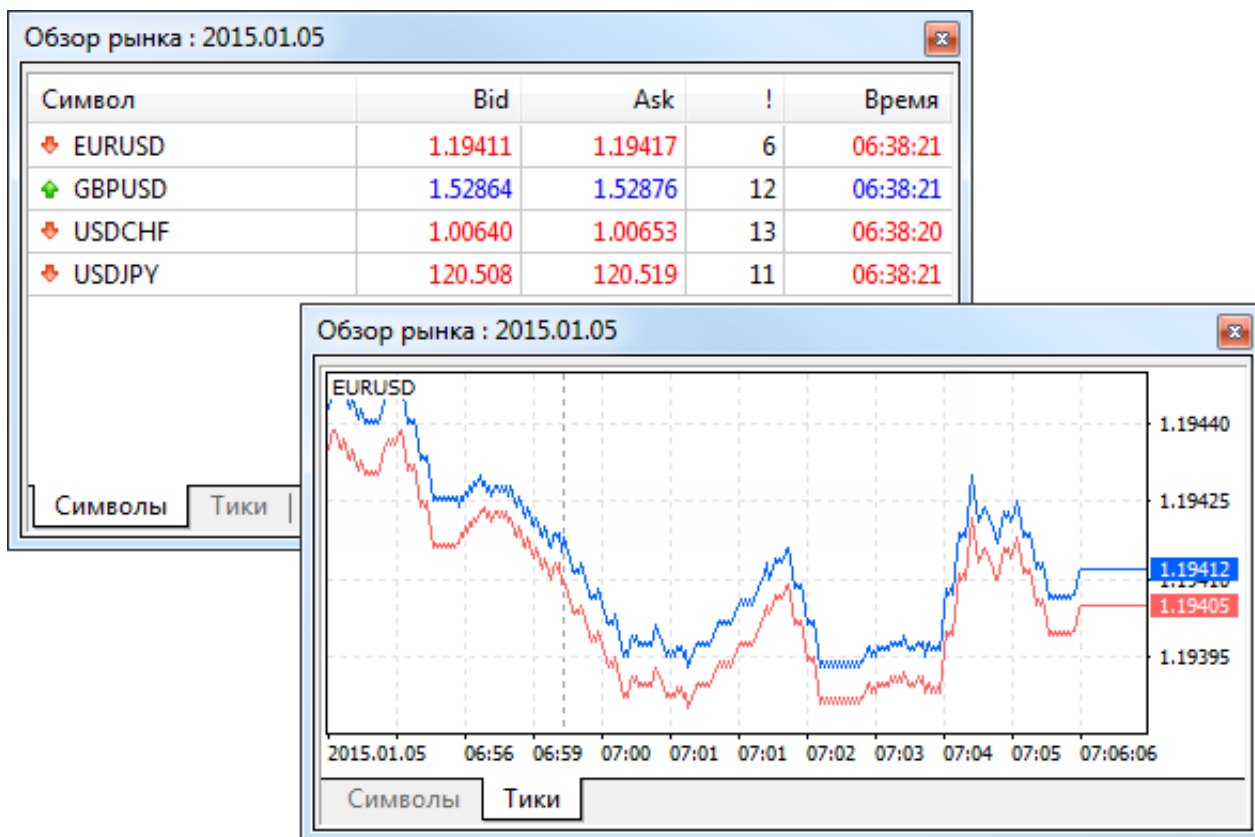 Обзор рынка : 2015.01.05
Символ Bid Ask ! Время
EURUSD 1.19411 1.19417 6 06:38:21
GBPUSD 1.52864 1.52876 12 06:38:21
USDCHF 1.00640 1.00653 13 06:38:20
USDJPY 120.508 120.519 11 06:38:21
Символы Тики
Обзор рынка : 2015.01.05
EURUSD
1.19440
1.19425
1.19412
1.19410
1.19405
1.19395
2015.01.05 06:56 06:59 07:00 07:01 07:01 07:02 07:03 07:04 07:05 07:06:06
Символы Тики